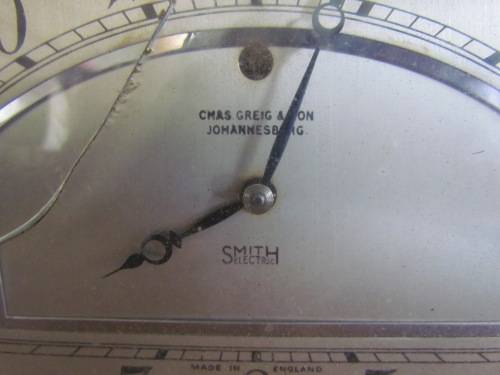 CHAS. GREIG & SON
JOHANNESBURG.
SMITH
ELECTRIC
MADE IN ENGLAND